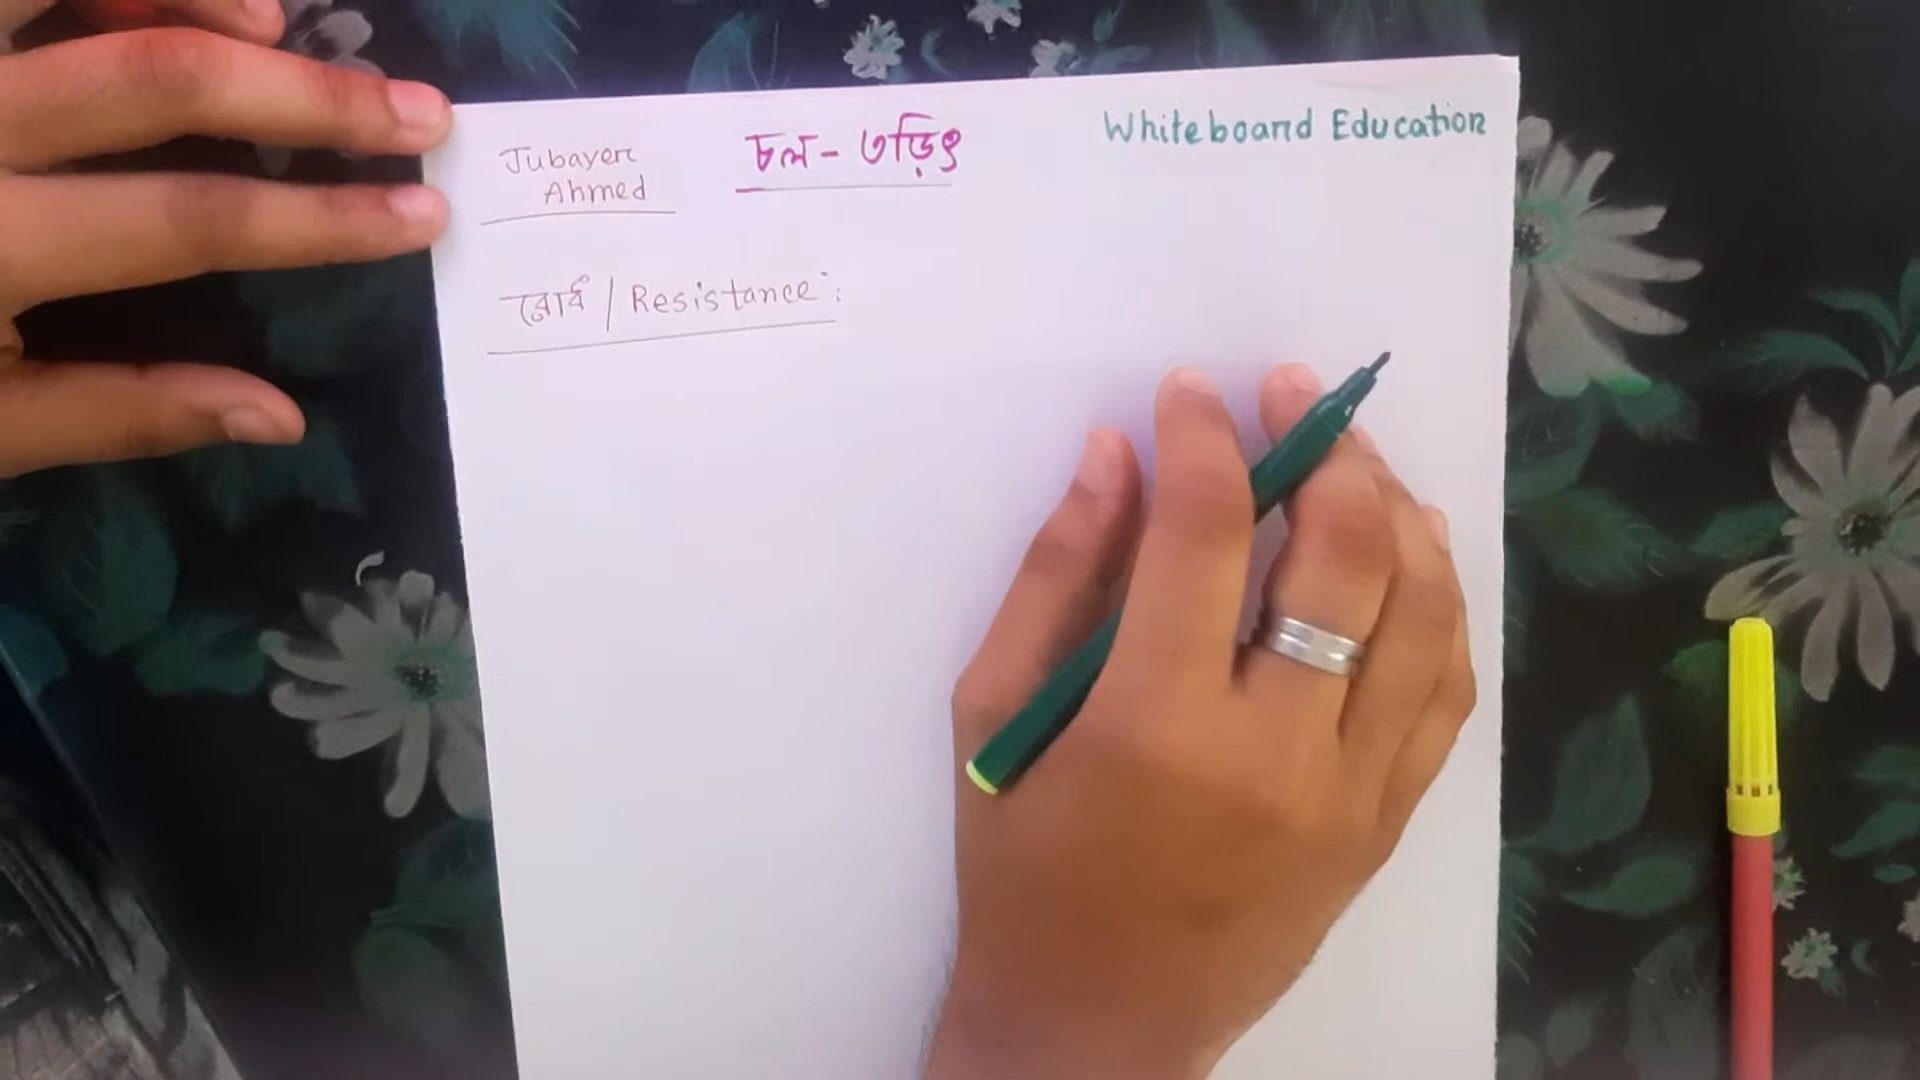 Jubayer
Ahmed
চল - তড়িৎ
Whiteboard Education
রোধ / Resistance :